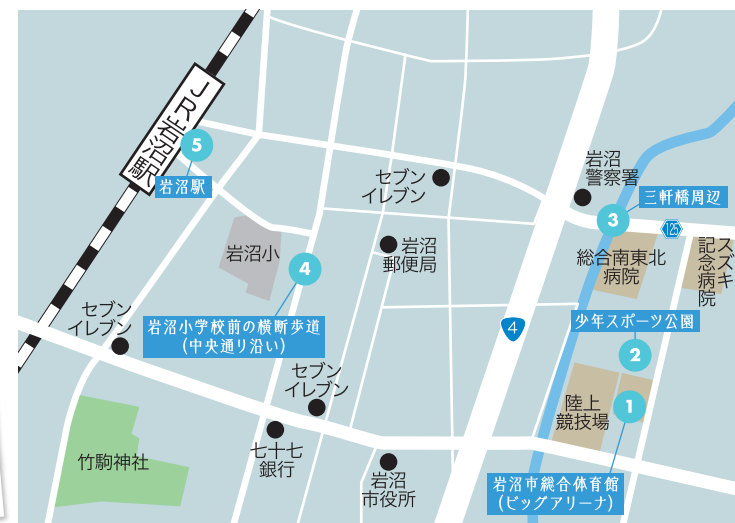 JR岩沼駅
5
岩沼駅
セブン
イレブン
岩沼
警察署
三軒橋周辺
3
125
スズキ
記念病院
総合南東北
病院
岩沼小
4
岩沼
郵便局
岩沼小学校前の横断歩道
(中央通り沿い)
セブン
イレブン
4
少年スポーツ公園
2
セブン
イレブン
陸上
競技場
1
竹駒神社
七十七
銀行
岩沼
市役所
岩沼市総合体育館
(ビッグアリーナ)